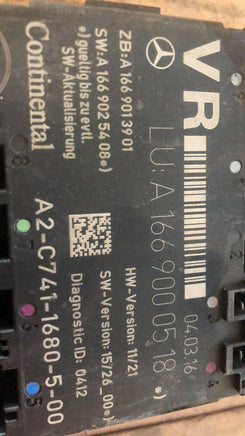 VR
LU: A 166 900 05 18 *)
04.03.16
ZB:A 166 901 39 01
SW:A 166 902 54 08*)
*) gueltig bis zu evtl.
SW-Aktualisierung
HW-Version: 11/21
SW-Version: 15/26_00*)
Diagnostic ID: 0412
Continental
A2-C741-1680-5-00